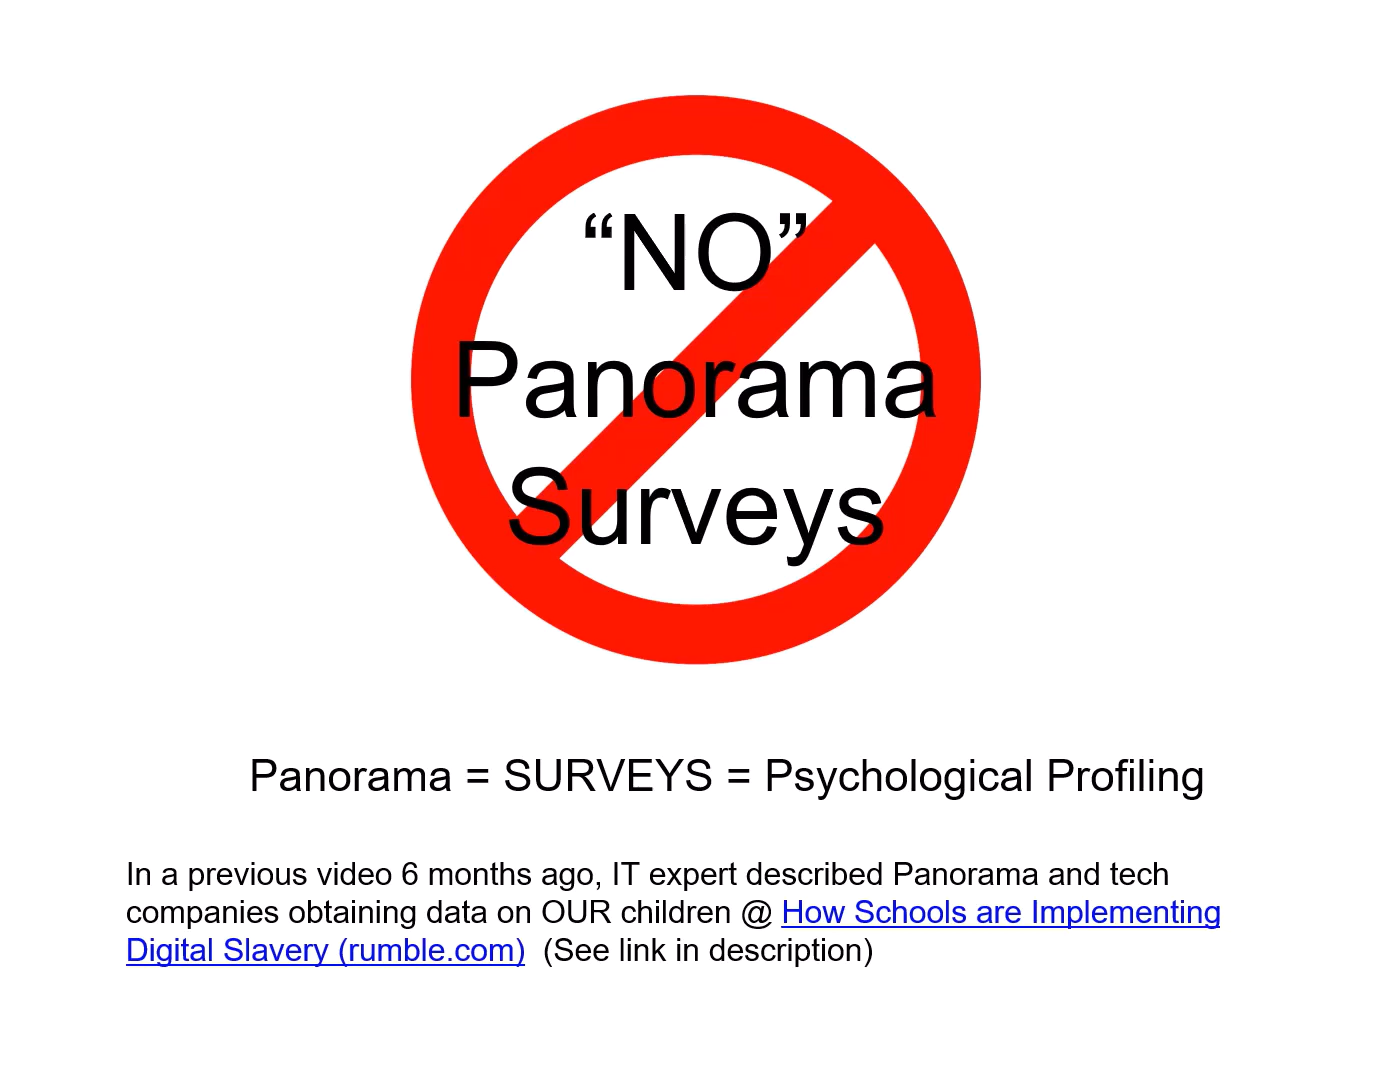 “NO”
Panorama
Surveys
Panorama = SURVEYS = Psychological Profiling
In a previous video 6 months ago, IT expert described Panorama and tech
companies obtaining data on OUR children @ How Schools are Implementing
Digital Slavery (rumble.com)  (See link in description)